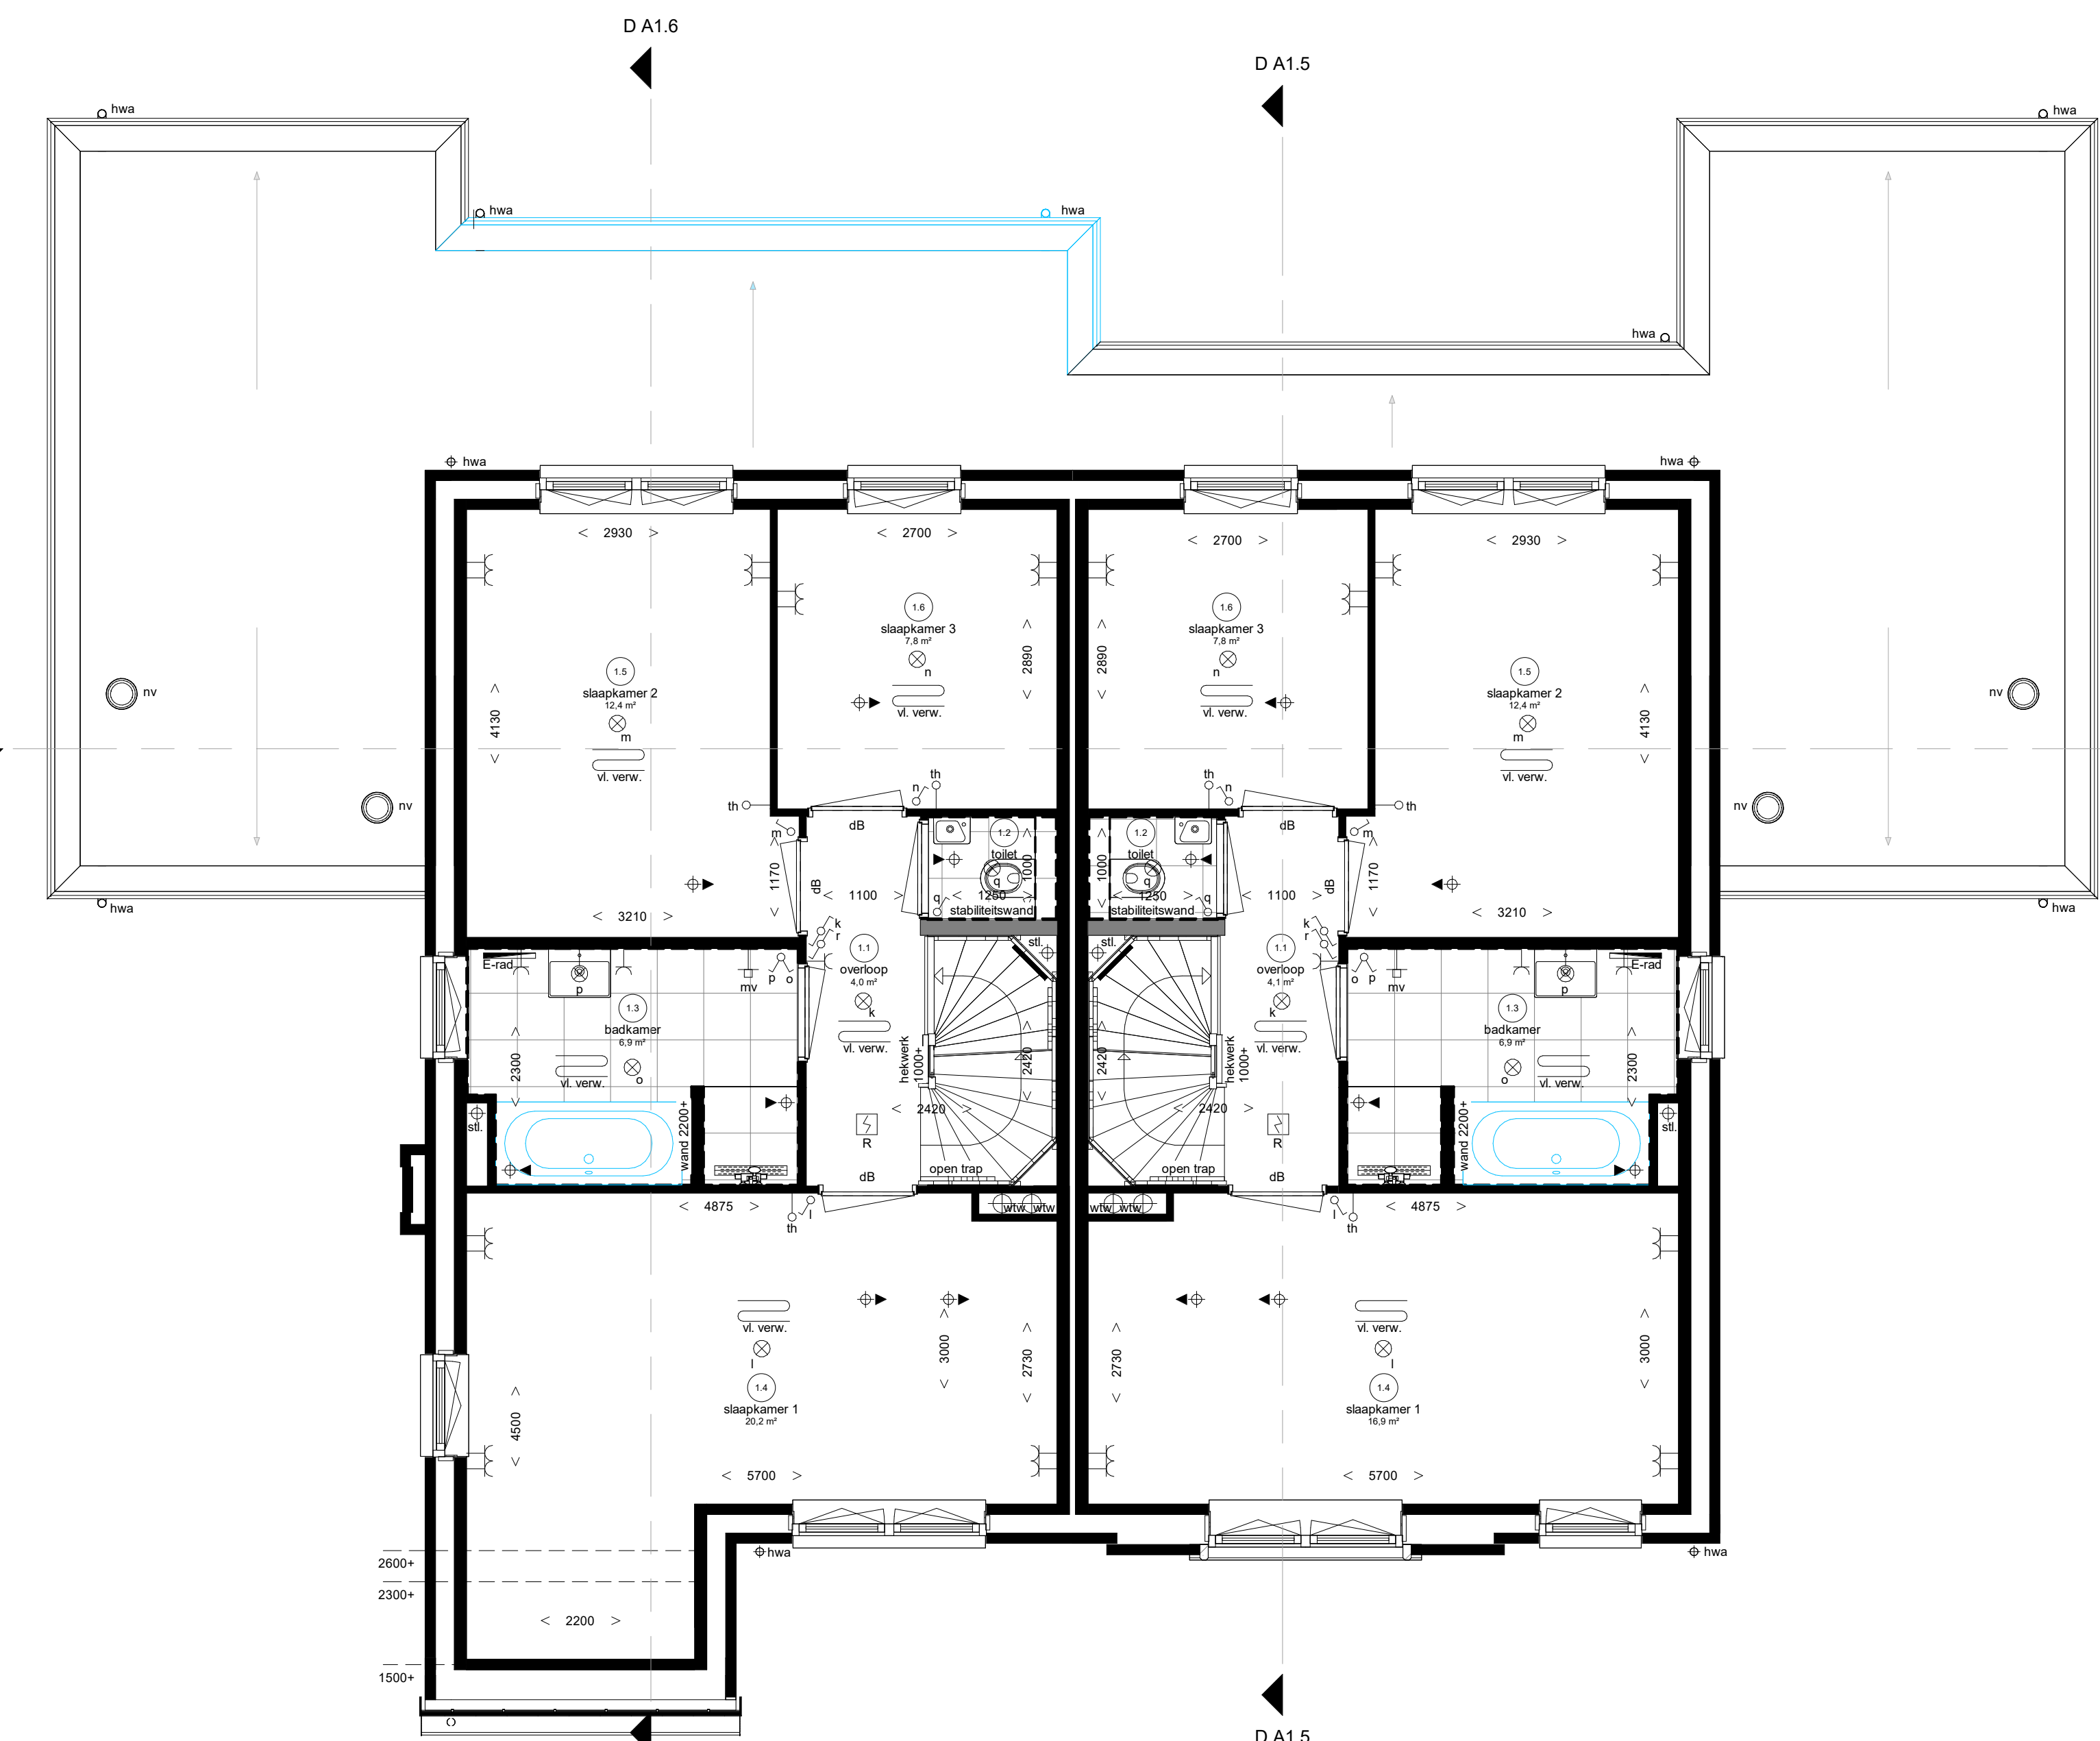 D A1.6
D A1.5
hwa
hwa
hwa
hwa
hwa
hwa
hwa
< 2930 >
< 2700 >
< 2700 >
< 2930 >
1.6
slaapkamer 3
7,8 m²
n
vl. verw.
< 2890 >
< 2890 >
1.6
slaapkamer 3
7,8 m²
n
vl. verw.
1.5
slaapkamer 2
12,4 m²
m
vl. verw.
< 4130 >
1.5
slaapkamer 2
12,4 m²
m
vl. verw.
< 4130 >
nv
nv
nv
nv
th
n
th
n
th
th
m
dB
dB
m
1.2
toilet
q
< 1000 >
1.2
toilet
q
< 1000 >
< 1170 >
dB
< 1100 >
q
< 1250 >
stabiliteitswand
< 1250 >
stabiliteitswand
q
< 1100 >
dB
< 1170 >
< 3210 >
< 3210 >
hwa
hwa
k
r
k
r
stl.
stl.
E-rad
p
mv
p
o
1.1
overloop
4,0 m²
k
vl. verw.
1.1
overloop
4,1 m²
k
vl. verw.
o
p
mv
p
E-rad
1.3
badkamer
6,9 m²
o
vl. verw.
< 2300 >
1.3
badkamer
6,9 m²
o
vl. verw.
< 2300 >
hekwerk
1000+
< 2420 >
< 2420 >
hekwerk
1000+
< 2420 >
< 2420 >
stl.
wand 2200+
R
R
wand 2200+
stl.
dB
open trap
open trap
dB
< 4875 >
l
th
wtw
wtw
wtw
wtw
l
th
< 4875 >
vl. verw.
l
1.4
slaapkamer 1
20,2 m²
< 3000 >
< 2730 >
< 2730 >
vl. verw.
l
1.4
slaapkamer 1
16,9 m²
< 3000 >
< 4500 >
< 5700 >
< 5700 >
hwa
hwa
2600+
2300+
< 2200 >
1500+
D A1.5